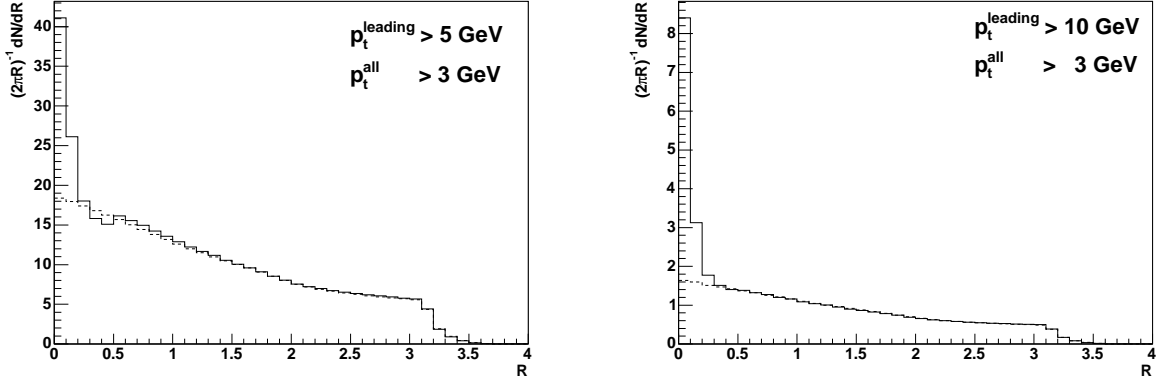 (2πR)⁻¹ dN/dR
40
35
30
25
20
15
10
5
0
p_t^leading > 5 GeV
p_t^all > 3 GeV
0 0.5 1 1.5 2 2.5 3 3.5 4
R
(2πR)⁻¹ dN/dR
8
7
6
5
4
3
2
1
0
p_t^leading > 10 GeV
p_t^all > 3 GeV
0 0.5 1 1.5 2 2.5 3 3.5 4
R